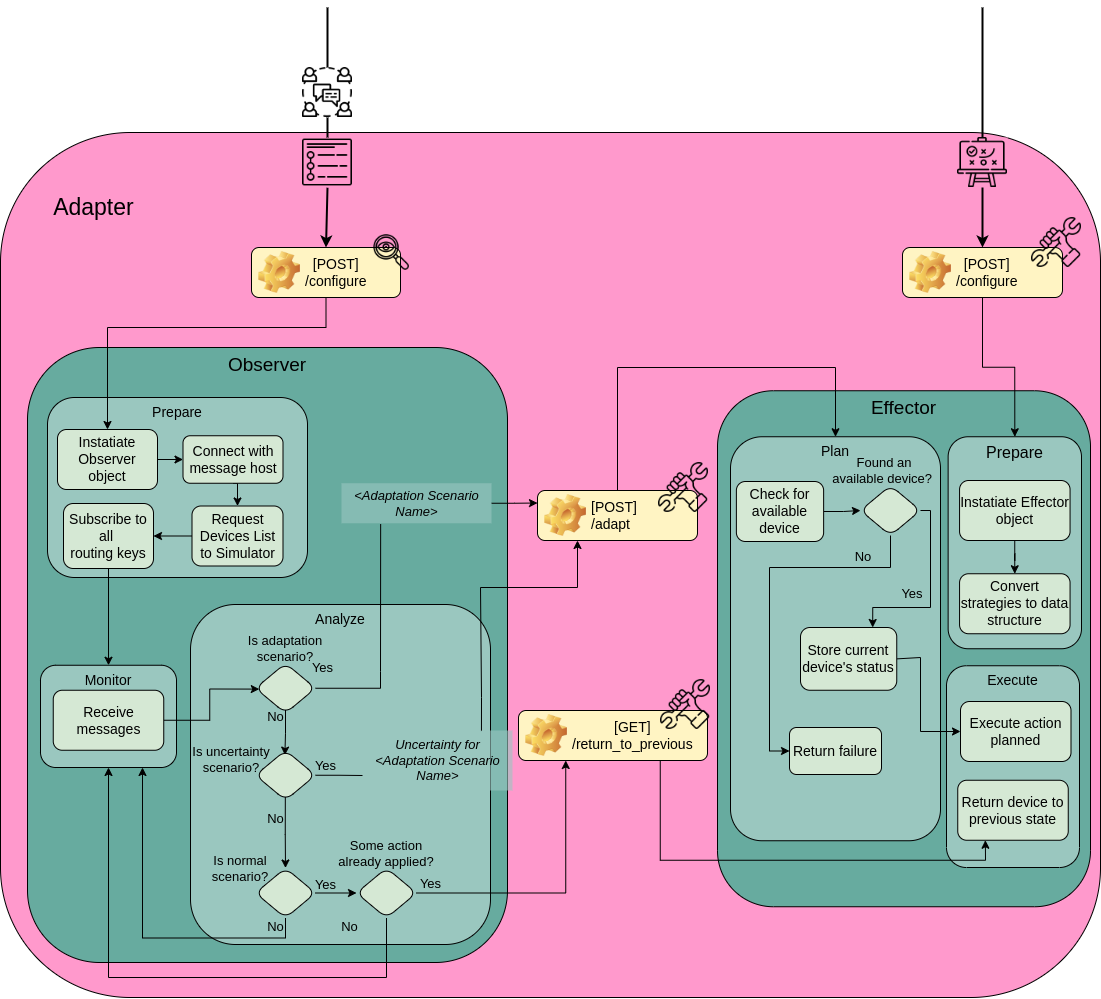 Adapter
[POST]
/configure
[POST]
/configure
Observer
Prepare
Instatiate
Observer
object
Connect with
message host
Subscribe to
all
routing keys
Request
Devices List
to Simulator
Monitor
Receive
messages
Analyze
Is adaptation
scenario?
Yes
No
Is uncertainty
scenario?
Yes
No
Is normal
scenario?
Yes
No
Some action
already applied?
Yes
No
<Adaptation Scenario
Name>
Uncertainty for
<Adaptation Scenario
Name>
[POST]
/adapt
[GET]
/return_to_previous
Effector
Plan
Check for
available
device
Found an
available device?
No
Yes
Store current
device's status
Return failure
Prepare
Instatiate Effector
object
Convert
strategies to data
structure
Execute
Execute action
planned
Return device to
previous state